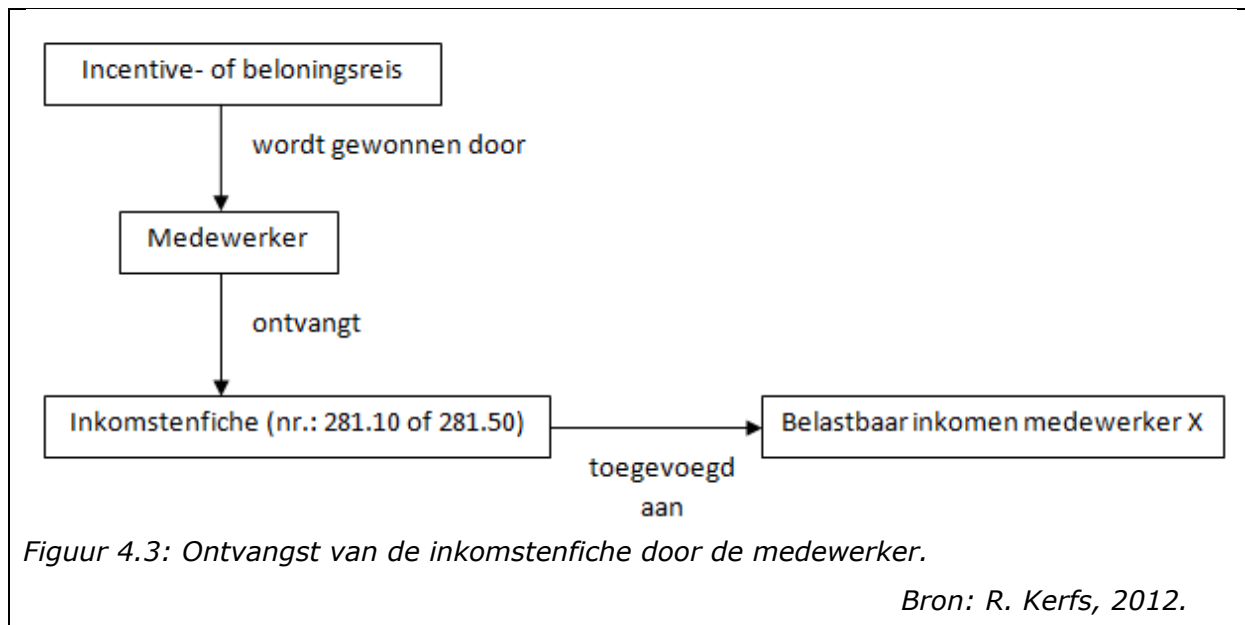 Incentive- of beloningsreis
wordt gewonnen door
Medewerker
ontvangt
Inkomstenfiche (nr.: 281.10 of 281.50)
Belastbaar inkomen medewerker X
toegevoegd
aan
Figuur 4.3: Ontvangst van de inkomstenfiche door de medewerker.
Bron: R. Kerfs, 2012.